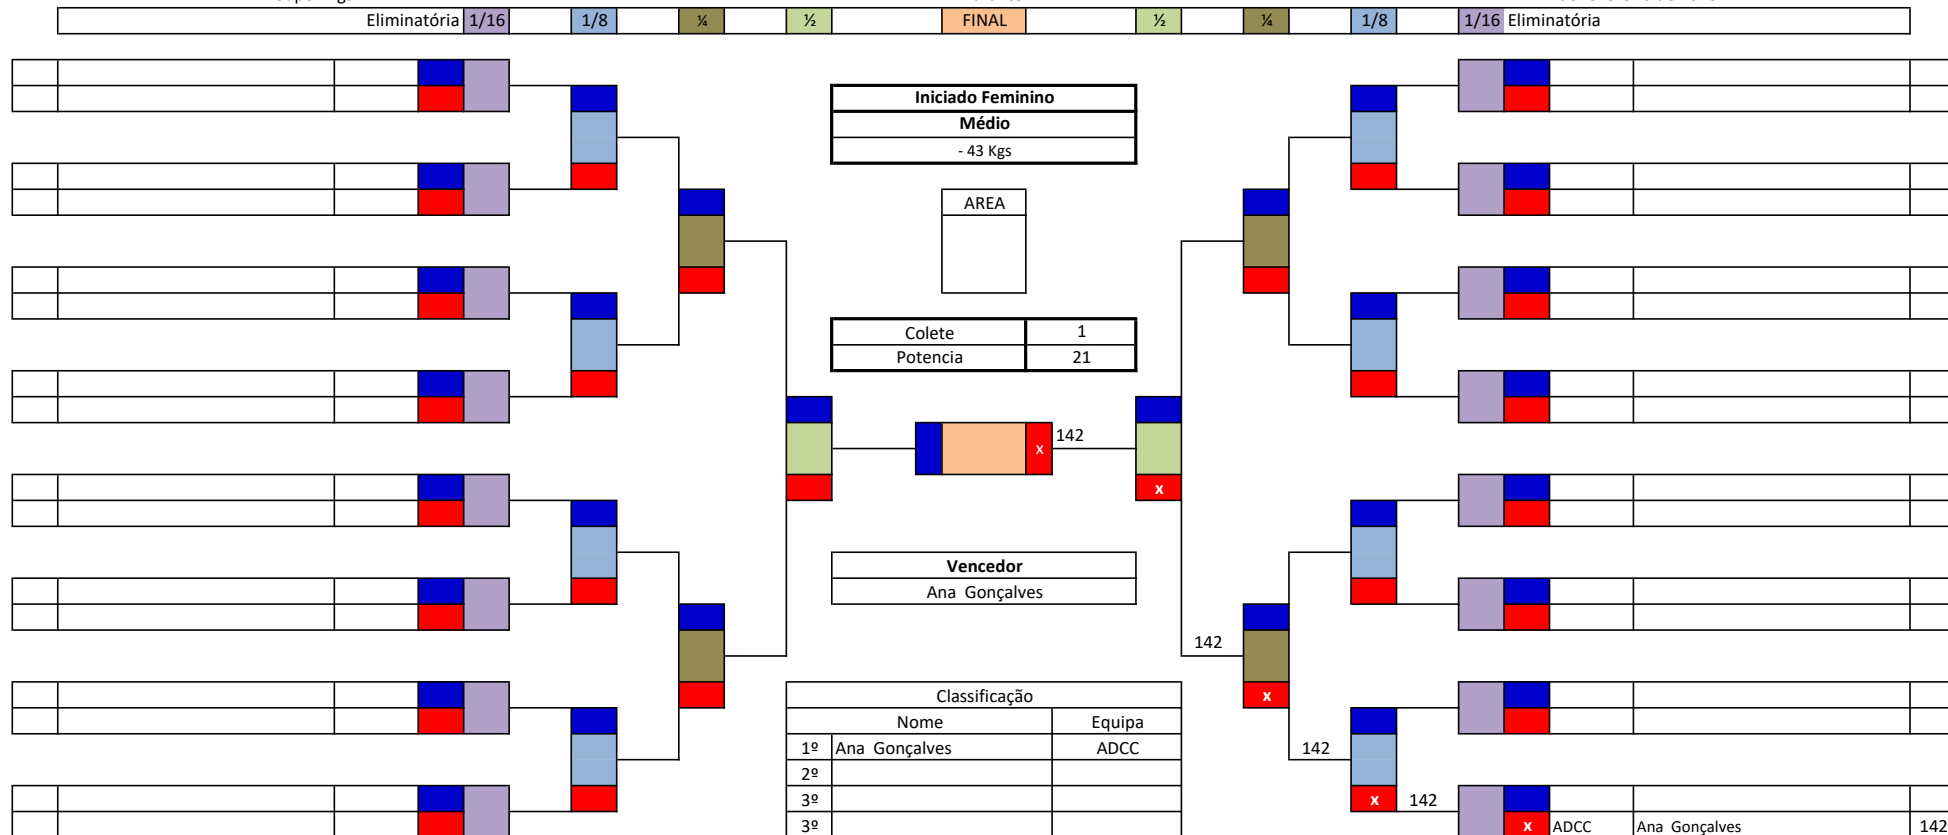 Eliminatória 1/16 1/8 ¼ ½ FINAL ½ ¼ 1/8 1/16 Eliminatória
Iniciado Feminino
Médio
- 43 Kgs
AREA
Colete 1
Potencia 21
x 142
x
Vencedor
Ana Gonçalves
142
x
Classificação
Nome Equipa
1º Ana Gonçalves ADCC 142
2º
3º x 142
3º x ADCC Ana Gonçalves 142